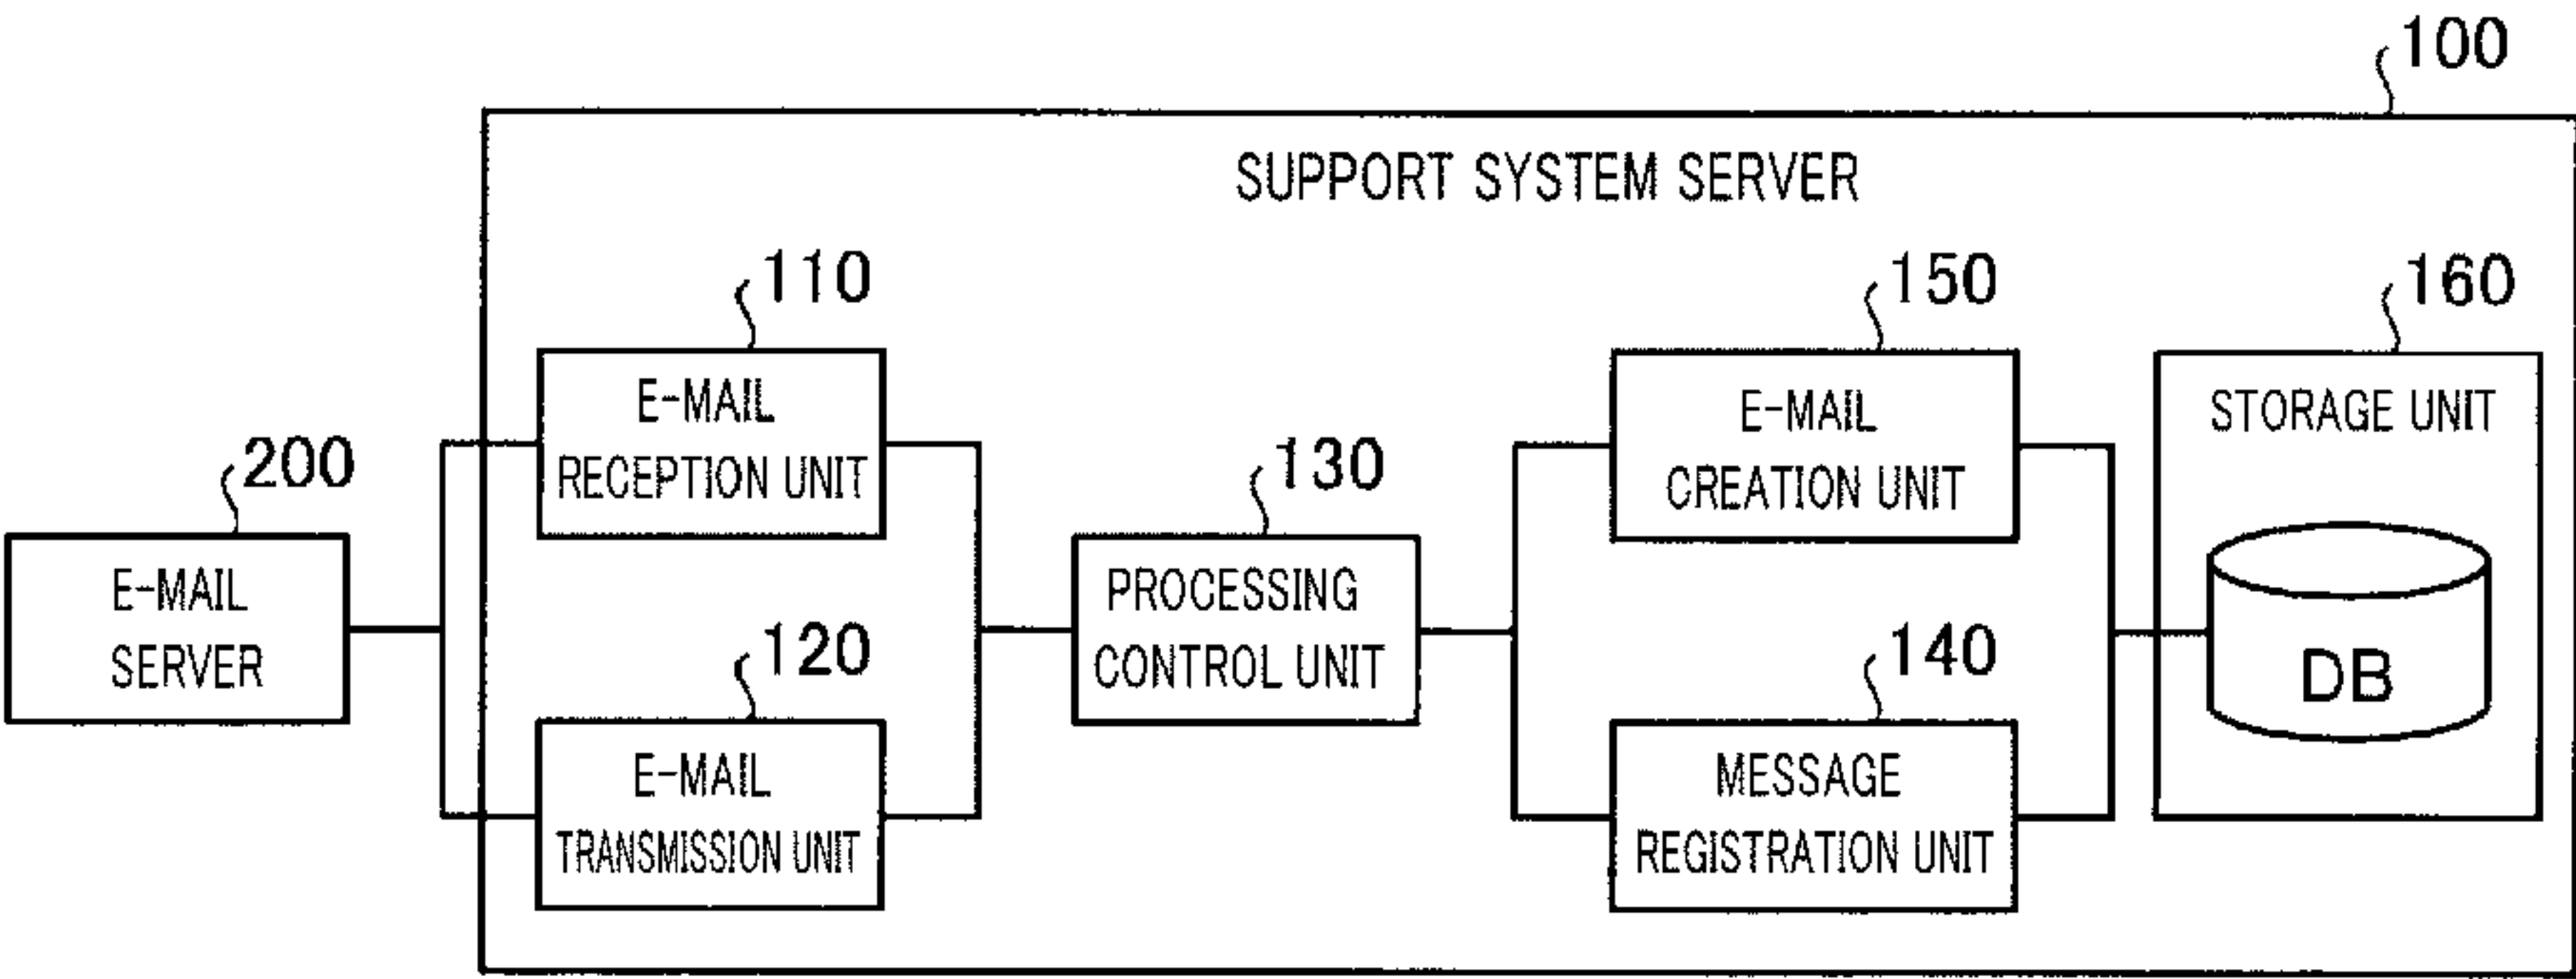 100
SUPPORT SYSTEM SERVER
110
E-MAIL
RECEPTION UNIT
150
E-MAIL
CREATION UNIT
160
STORAGE UNIT
DB
200
E-MAIL
SERVER
130
PROCESSING
CONTROL UNIT
120
E-MAIL
TRANSMISSION UNIT
140
MESSAGE
REGISTRATION UNIT